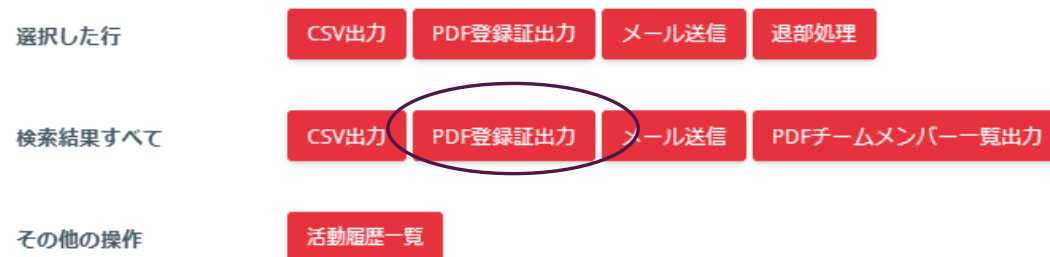 選択した行 CSV出力 PDF登録証出力 メール送信 退部処理
検索結果すべて CSV出力 PDF登録証出力 メール送信 PDFチームメンバー一覧出力
その他の操作 活動履歴一覧